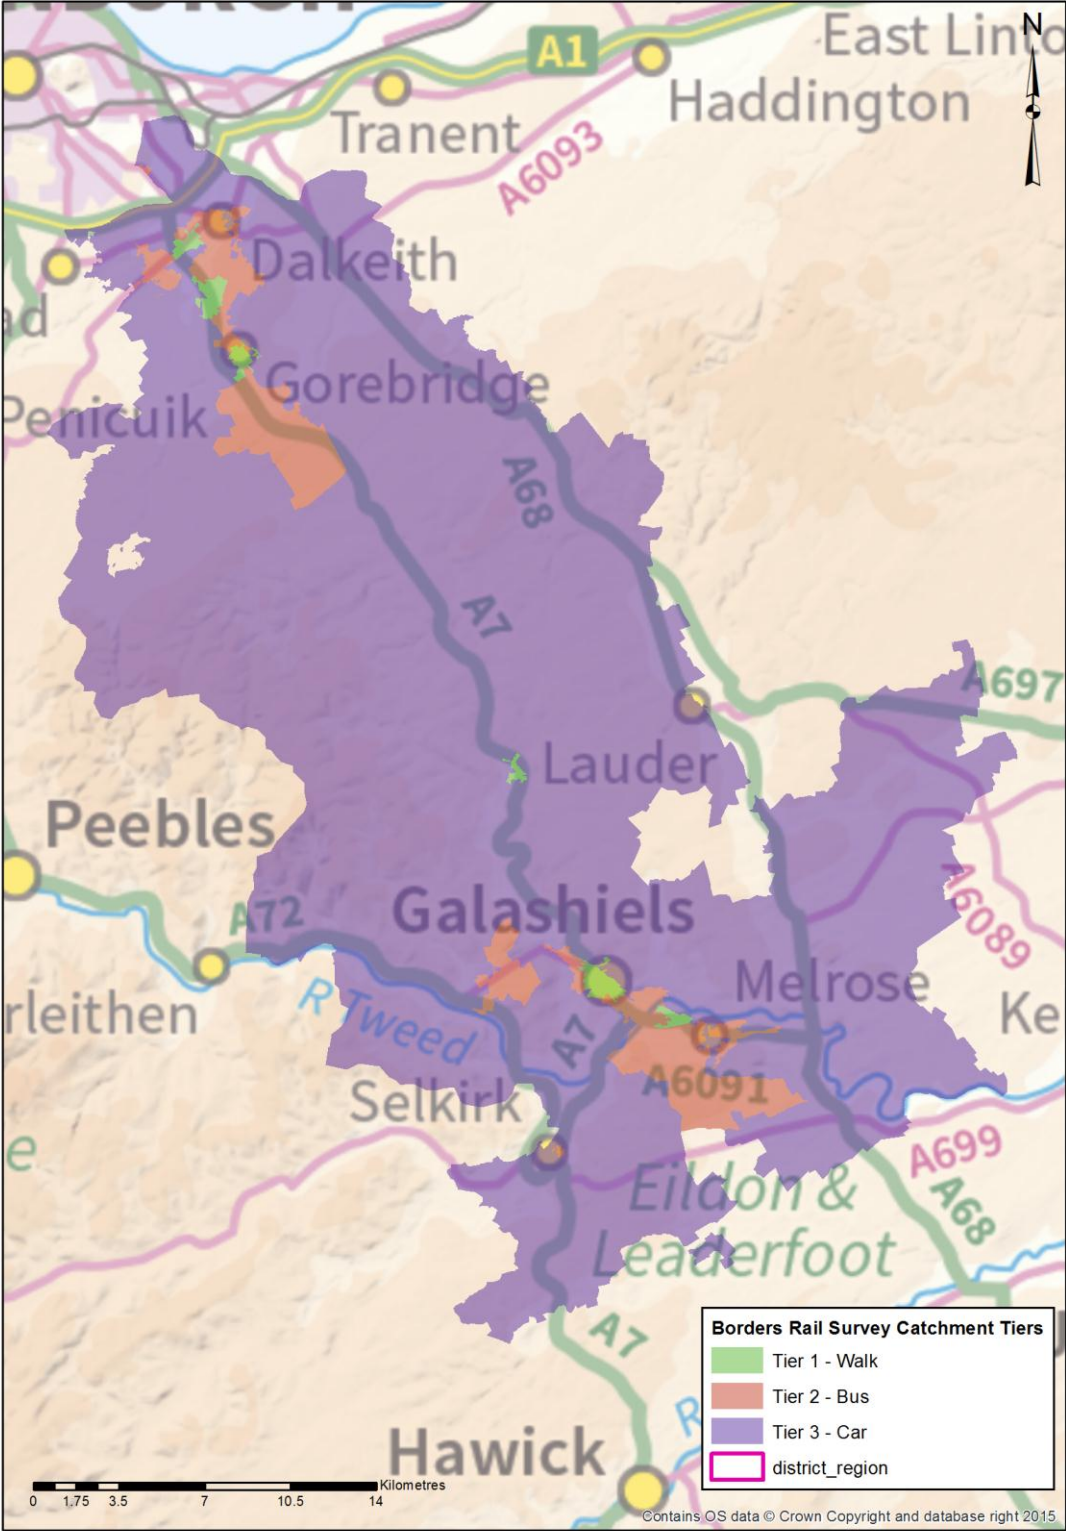 N
A1
East Linto
Haddington
Tranent
A6093
Dalkeith
ad
Gorebridge
Penicuik
A68
A7
A697
Lauder
Peebles
A72
Galashiels
A6089
Melrose
rleithen
R Tweed
Ke
A7
A6091
Selkirk
e
A699
Eildon &
Leaderfoot
A68
A7
Hawick
R
Borders Rail Survey Catchment Tiers
Tier 1 - Walk
Tier 2 - Bus
Tier 3 - Car
district_region
Kilometres
0 1.75 3.5 7 10.5 14
Contains OS data © Crown Copyright and database right 2015